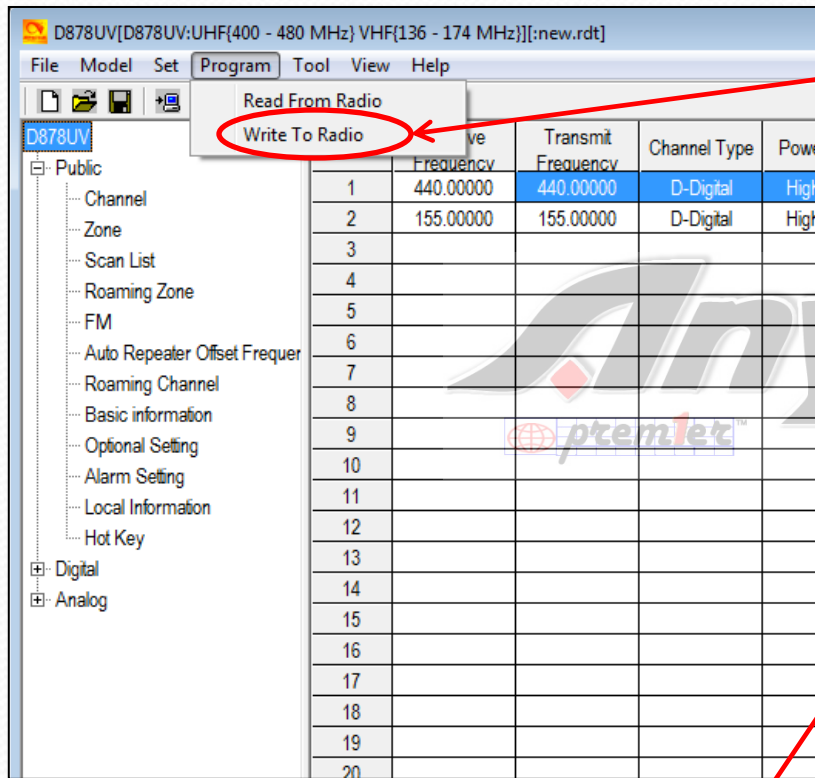 D878UV[D878UV:UHF{400 - 480 MHz} VHF{136 - 174 MHz}][:new.rdt]
File Model Set Program Tool View Help
Read From Radio
Write To Radio
D878UV
Public
Channel
Zone
Scan List
Roaming Zone
FM
Auto Repeater Offset Frequer
Roaming Channel
Basic information
Optional Setting
Alarm Setting
Local Information
Hot Key
Digital
Analog
ve Frequency Transmit Frequency Channel Type Powe
1 440.00000 440.00000 D-Digital High
2 155.00000 155.00000 D-Digital High
3
4
5
6
7
8
9
10
11
12
13
14
15
16
17
18
19
20
Any
prem1er™